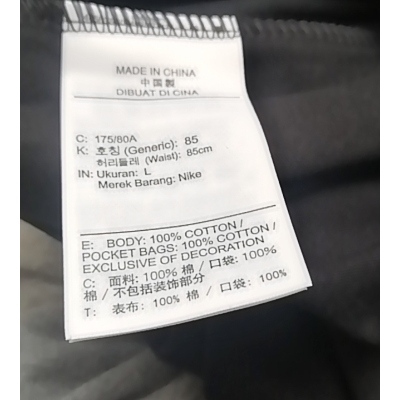 MADE IN CHINA
中国製
DIBUAT DI CINA
C: 175/80A
K: 호칭 (Generic): 85
허리둘레 (Waist): 85cm
IN: Ukuran: L
Merek Barang: Nike
E: BODY: 100% COTTON /
POCKET BAGS: 100% COTTON /
EXCLUSIVE OF DECORATION
C: 面料: 100% 棉 / 口袋: 100%
棉 / 不包括装饰部分
T: 表布: 100% 棉 / 口袋: 100%